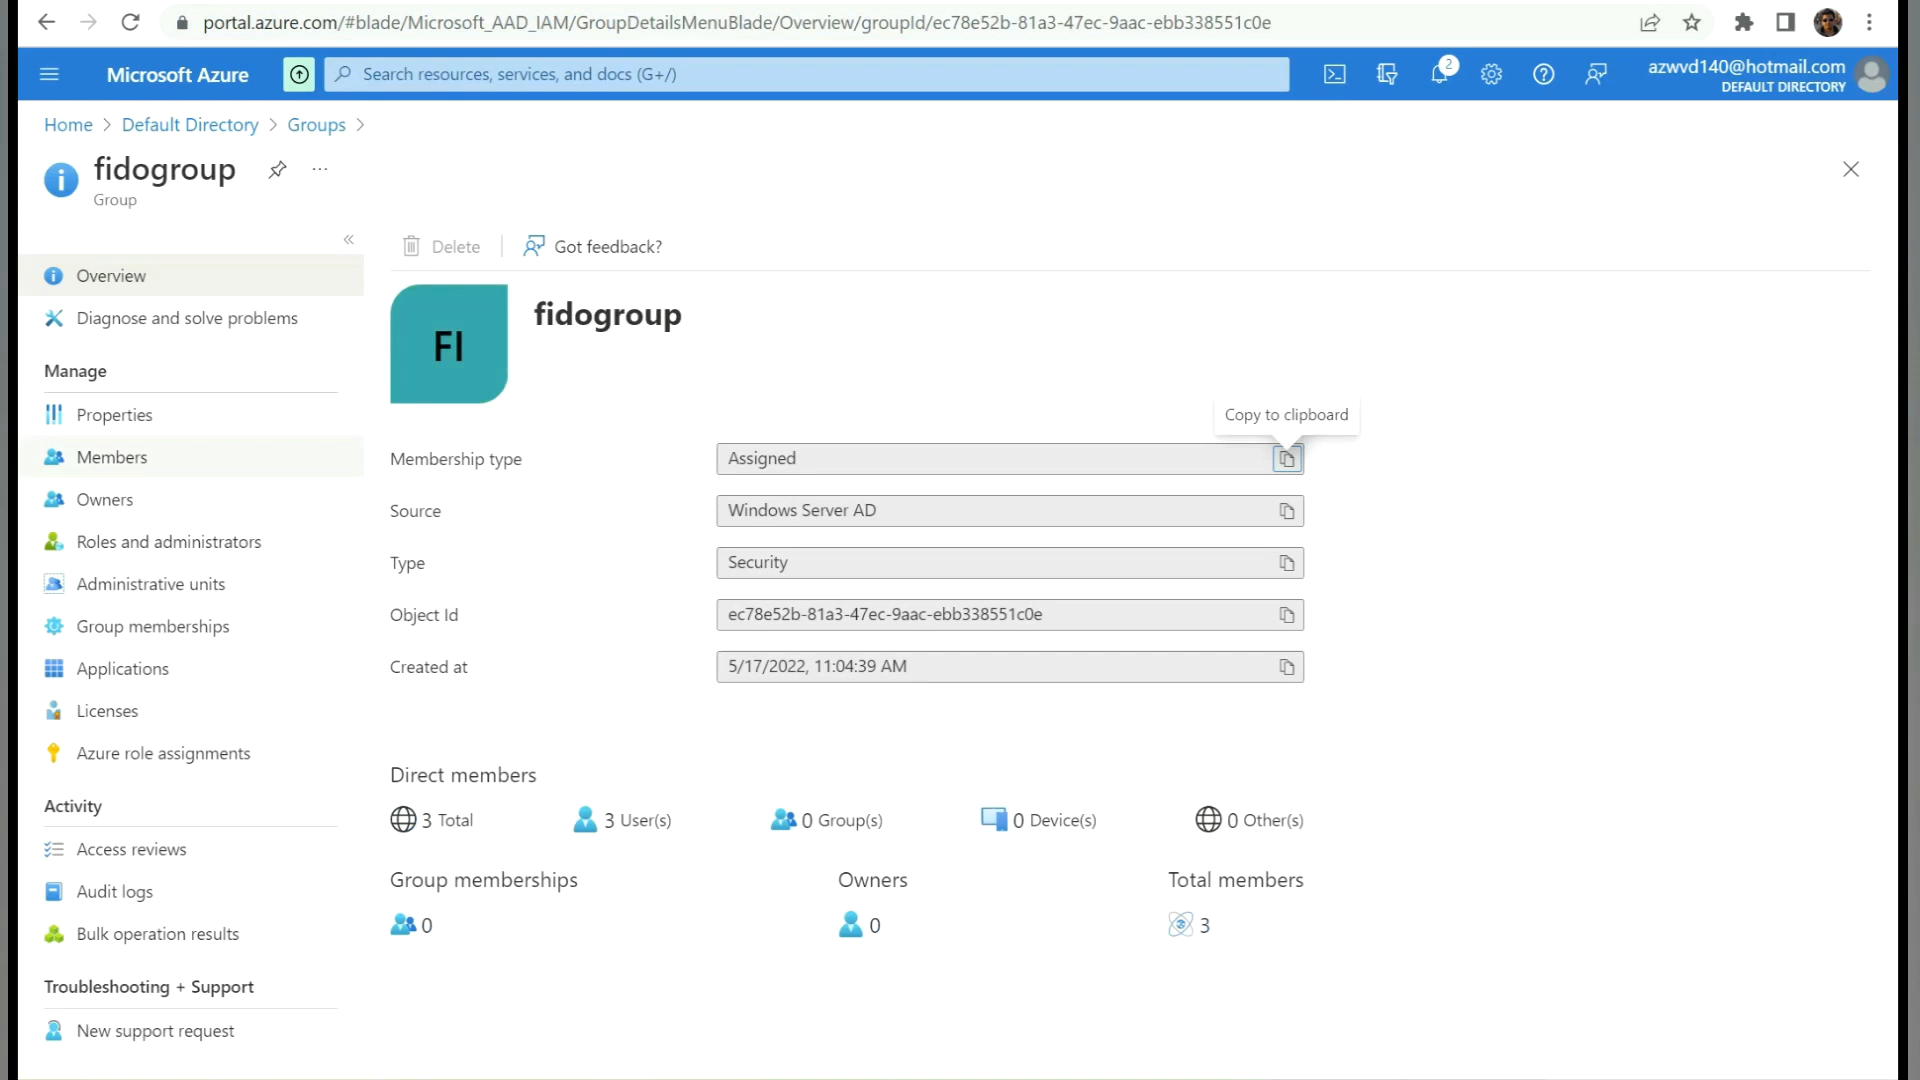 portal.azure.com/#blade/Microsoft_AAD_IAM/GroupDetailsMenuBlade/Overview/groupId/ec78e52b-81a3-47ec-9aac-ebb338551c0e
Microsoft Azure
Search resources, services, and docs (G+/)
2
azwvd140@hotmail.com
DEFAULT DIRECTORY
Home > Default Directory > Groups >
fidogroup
Group
Delete
Got feedback?
Overview
Diagnose and solve problems
Manage
Properties
Members
Owners
Roles and administrators
Administrative units
Group memberships
Applications
Licenses
Azure role assignments
Activity
Access reviews
Audit logs
Bulk operation results
Troubleshooting + Support
New support request
FI
fidogroup
Copy to clipboard
Membership type Assigned
Source Windows Server AD
Type Security
Object Id ec78e52b-81a3-47ec-9aac-ebb338551c0e
Created at 5/17/2022, 11:04:39 AM
Direct members
3 Total 3 User(s) 0 Group(s) 0 Device(s) 0 Other(s)
Group memberships Owners Total members
0 0 3